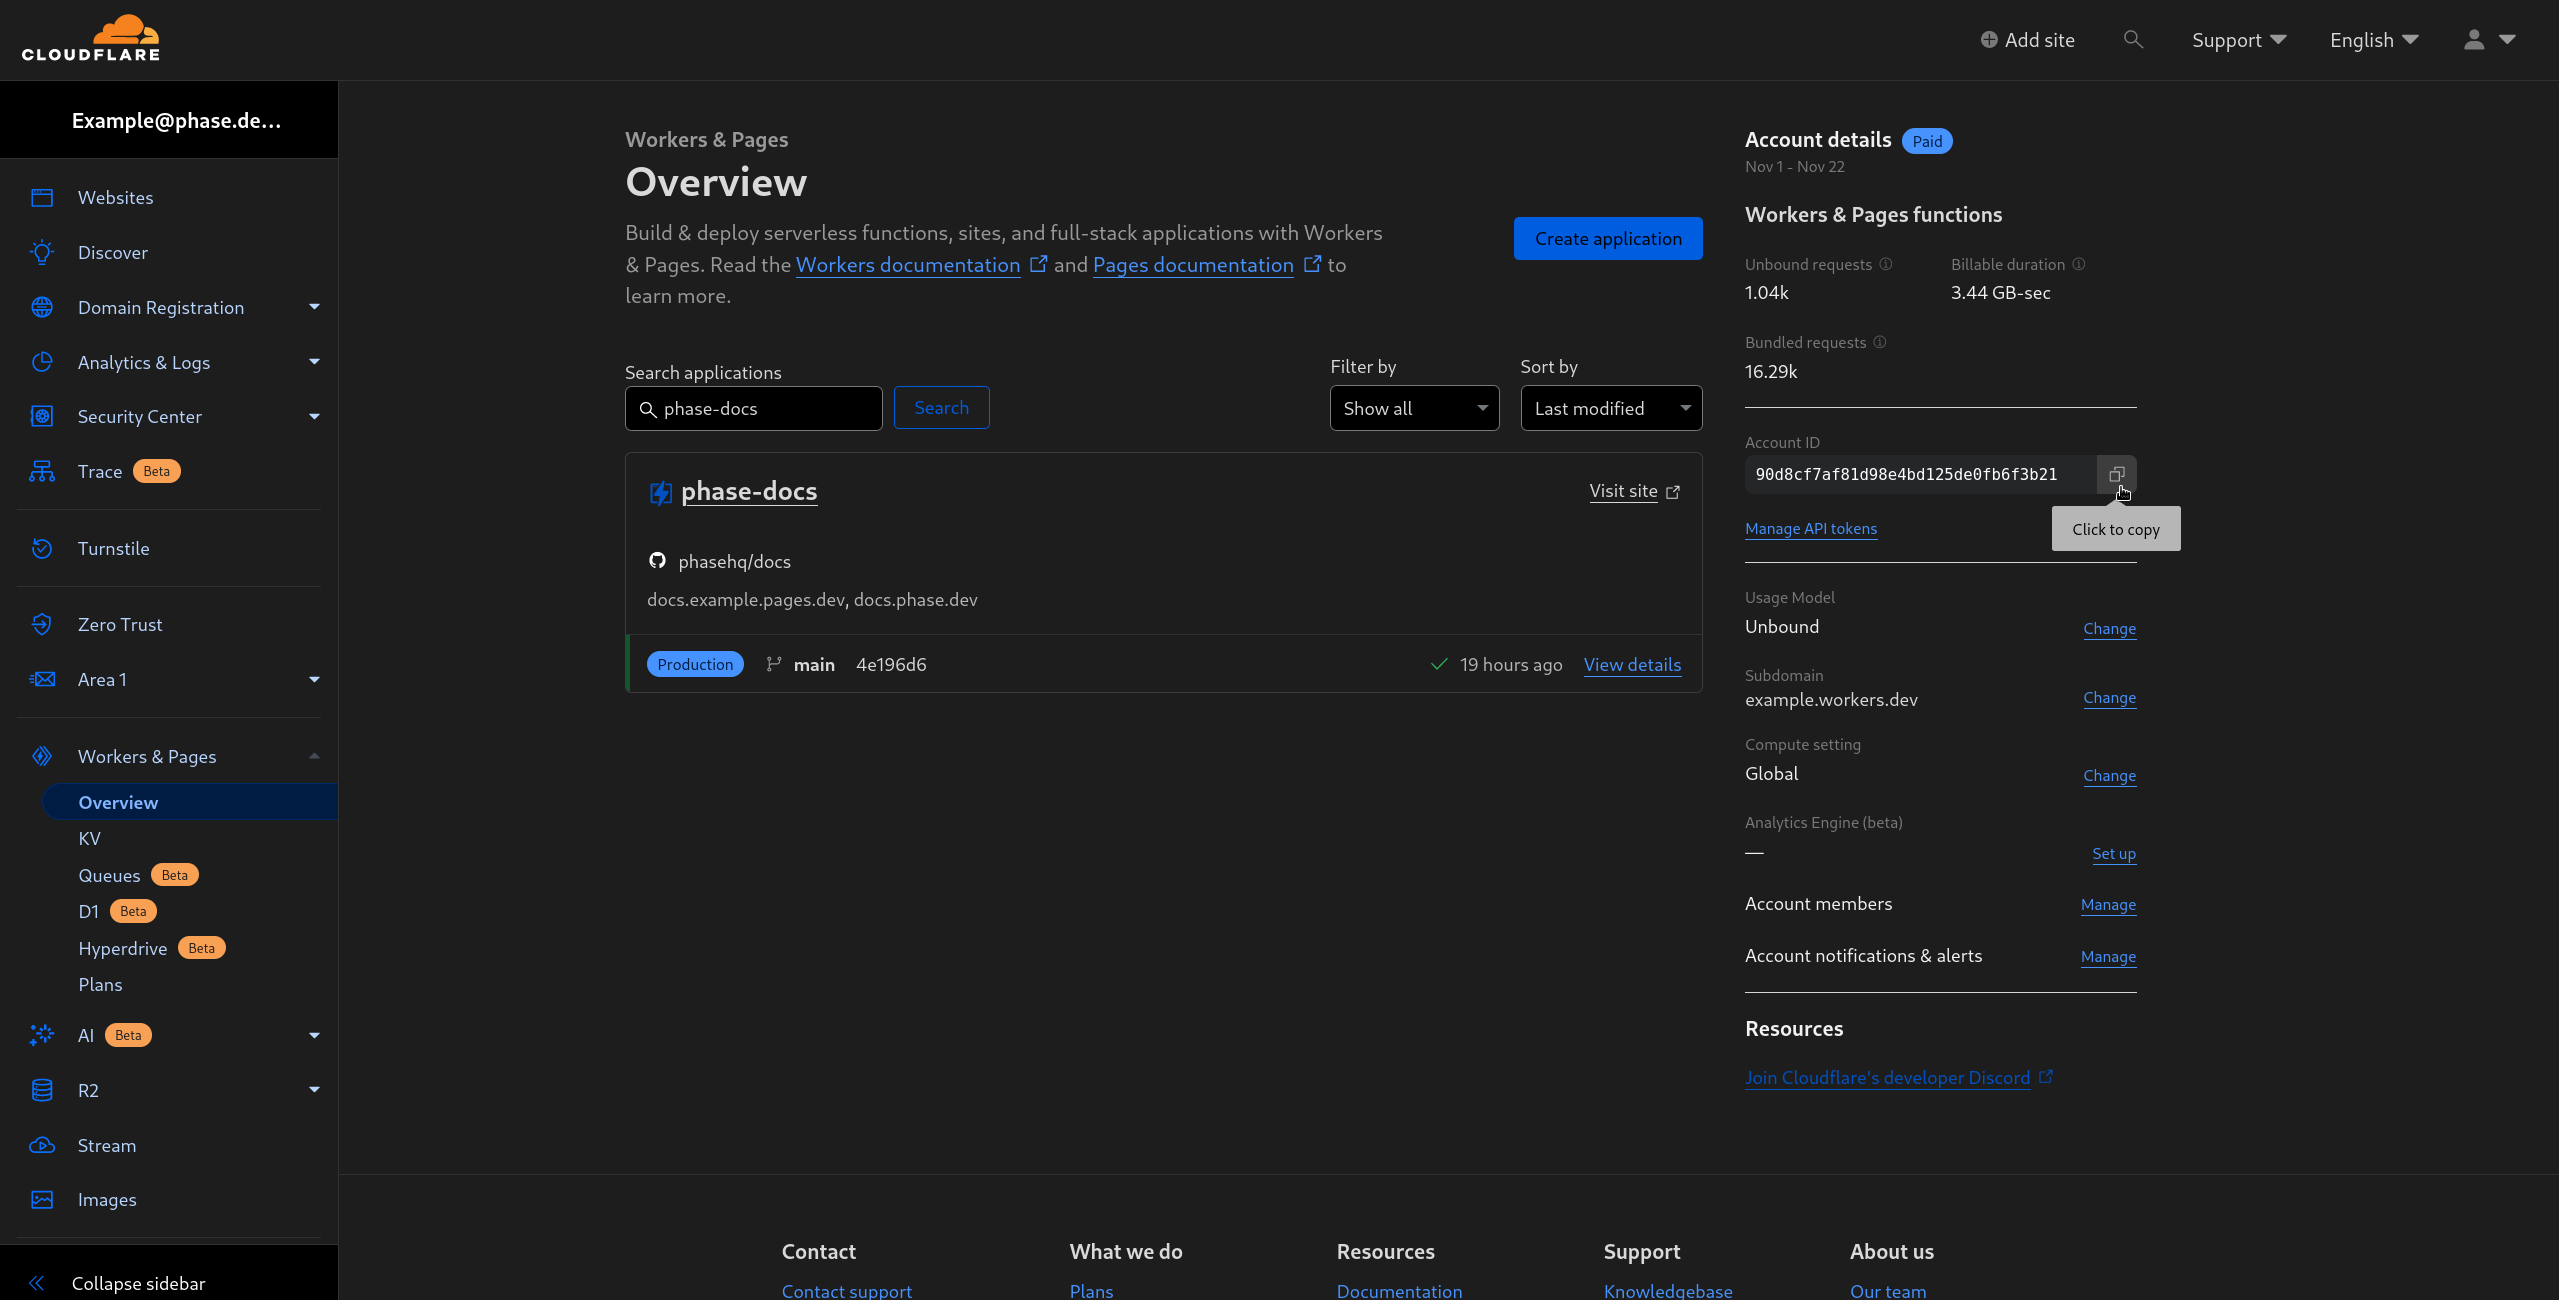 CLOUDFLARE
Add site
Support
English
Example@phase.de...
Websites
Discover
Domain Registration
Analytics & Logs
Security Center
Trace Beta
Turnstile
Zero Trust
Area 1
Workers & Pages
Overview
KV
Queues Beta
D1 Beta
Hyperdrive Beta
Plans
AI Beta
R2
Stream
Images
Collapse sidebar
Workers & Pages
Overview
Build & deploy serverless functions, sites, and full-stack applications with Workers
& Pages. Read the Workers documentation and Pages documentation to
learn more.
Create application
Search applications
phase-docs
Search
Filter by
Show all
Sort by
Last modified
phase-docs
Visit site
phasehq/docs
docs.example.pages.dev, docs.phase.dev
Production main 4e196d6
19 hours ago View details
Account details Paid
Nov 1 - Nov 22
Workers & Pages functions
Unbound requests
1.04k
Billable duration
3.44 GB-sec
Bundled requests
16.29k
Account ID
90d8cf7af81d98e4bd125de0fb6f3b21
Manage API tokens
Click to copy
Usage Model
Unbound
Change
Subdomain
example.workers.dev
Change
Compute setting
Global
Change
Analytics Engine (beta)
—
Set up
Account members
Manage
Account notifications & alerts
Manage
Resources
Join Cloudflare's developer Discord
Contact
Contact support
What we do
Plans
Resources
Documentation
Support
Knowledgebase
About us
Our team